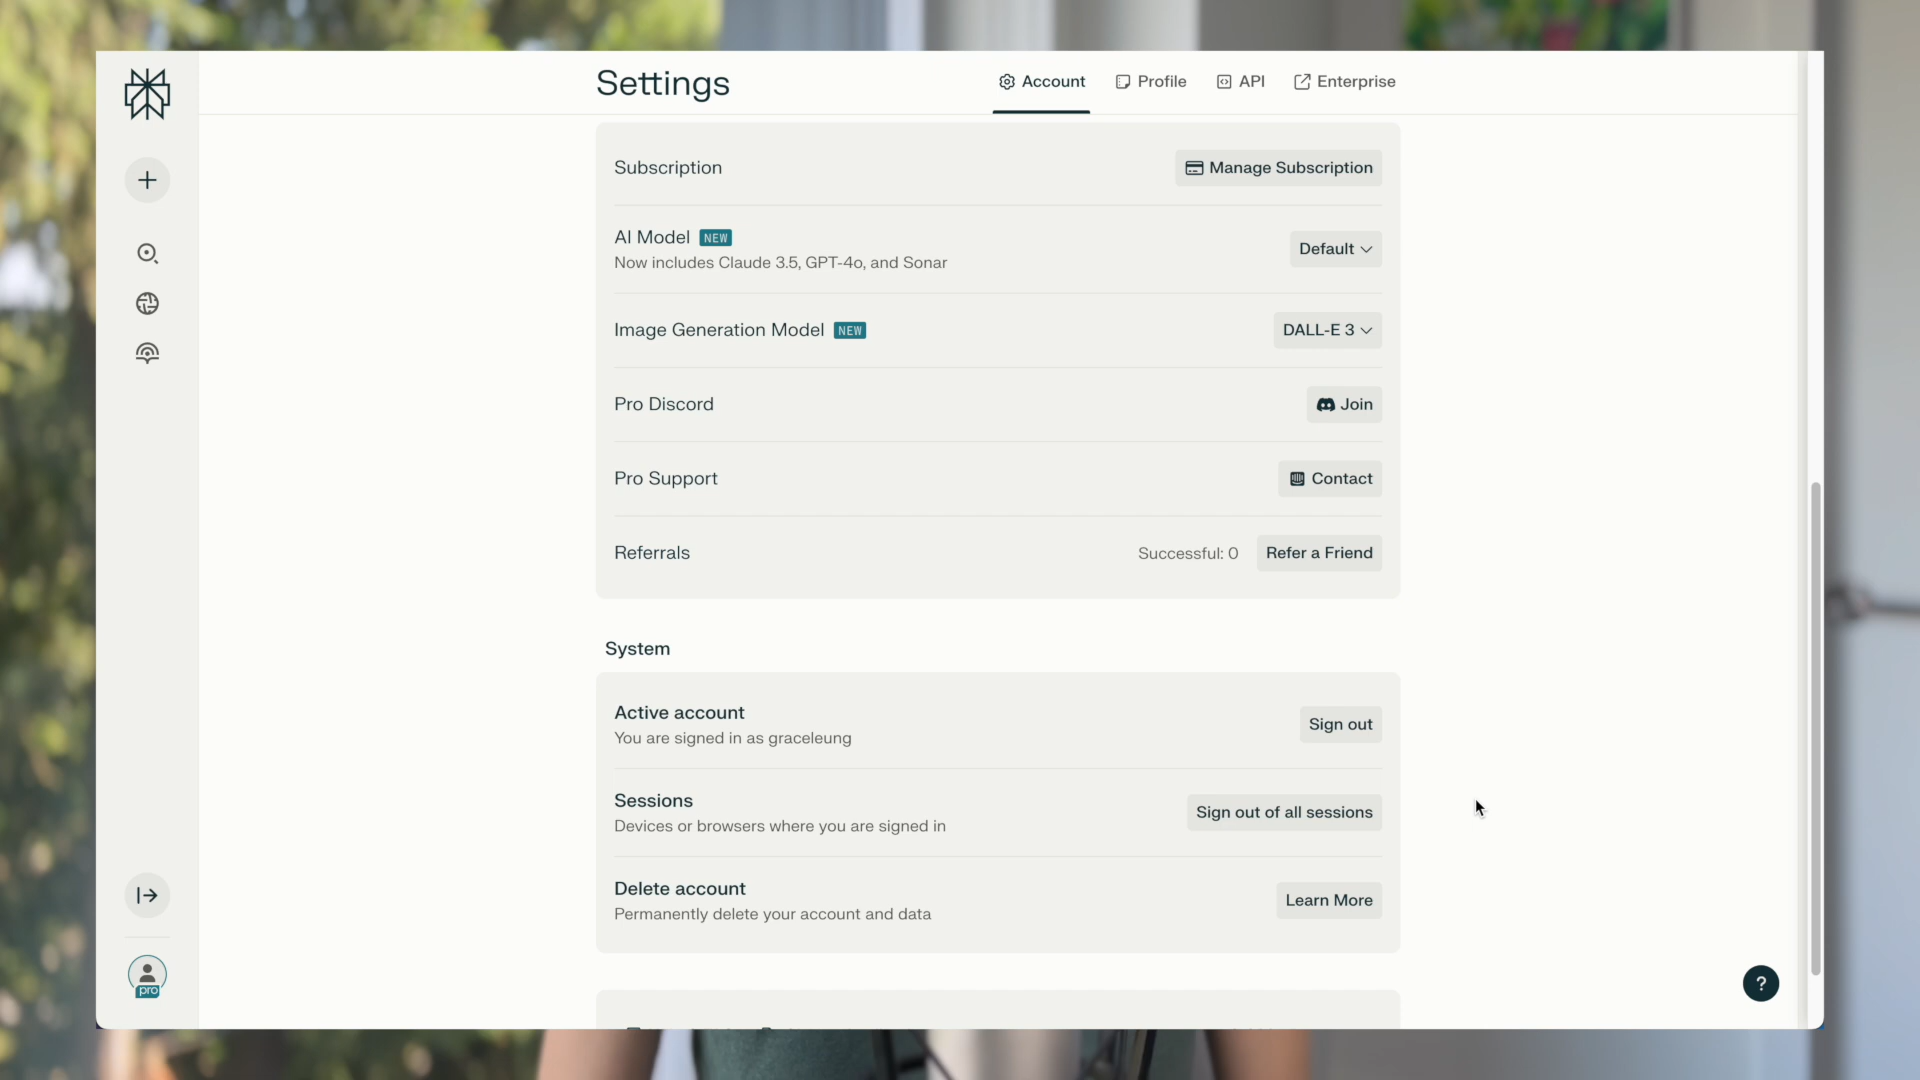 Settings
Account
Profile
API
Enterprise
Subscription
Manage Subscription
AI Model NEW
Now includes Claude 3.5, GPT-4o, and Sonar
Default
Image Generation Model NEW
DALL-E 3
Pro Discord
Join
Pro Support
Contact
Referrals
Successful: 0
Refer a Friend
System
Active account
You are signed in as graceleung
Sign out
Sessions
Devices or browsers where you are signed in
Sign out of all sessions
Delete account
Permanently delete your account and data
Learn More
pro
?